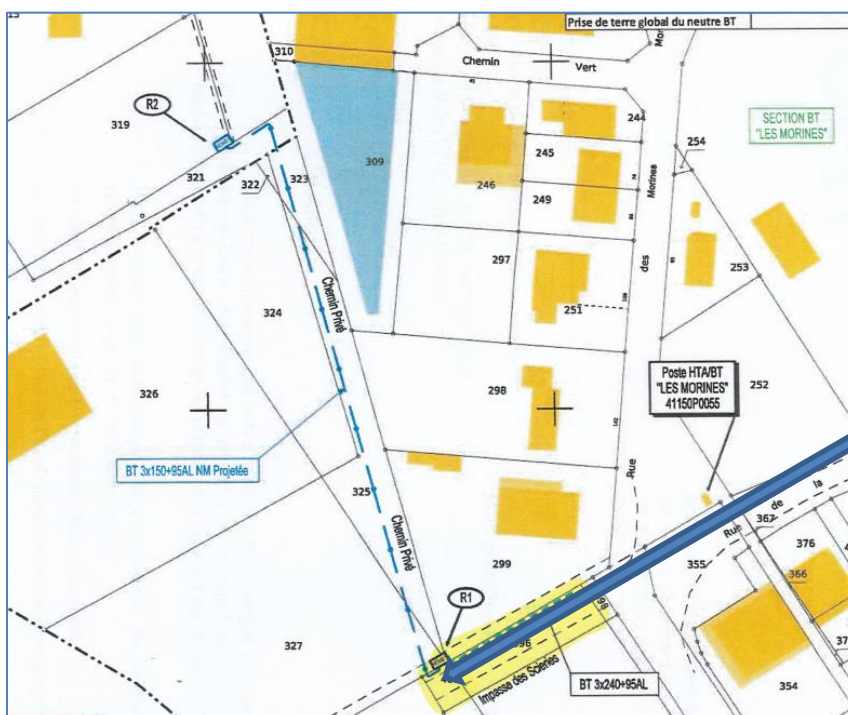 Prise de terre global du neutre BT
310
Chemin
Vert
R2
319
SECTION BT
"LES MORINES"
244
245
254
309
321
322
323
246
249
Morines
des
253
297
251
Chemin Privé
324
Poste HTA/BT
"LES MORINES"
41150P0055
252
326
298
BT 3x150+95AL NM Projetée
325
Rue
Chemin Privé
Rue
de
la
367
376
299
355
366
R1
98
327
Impasse des Scieries
BT 3x240+95AL
354